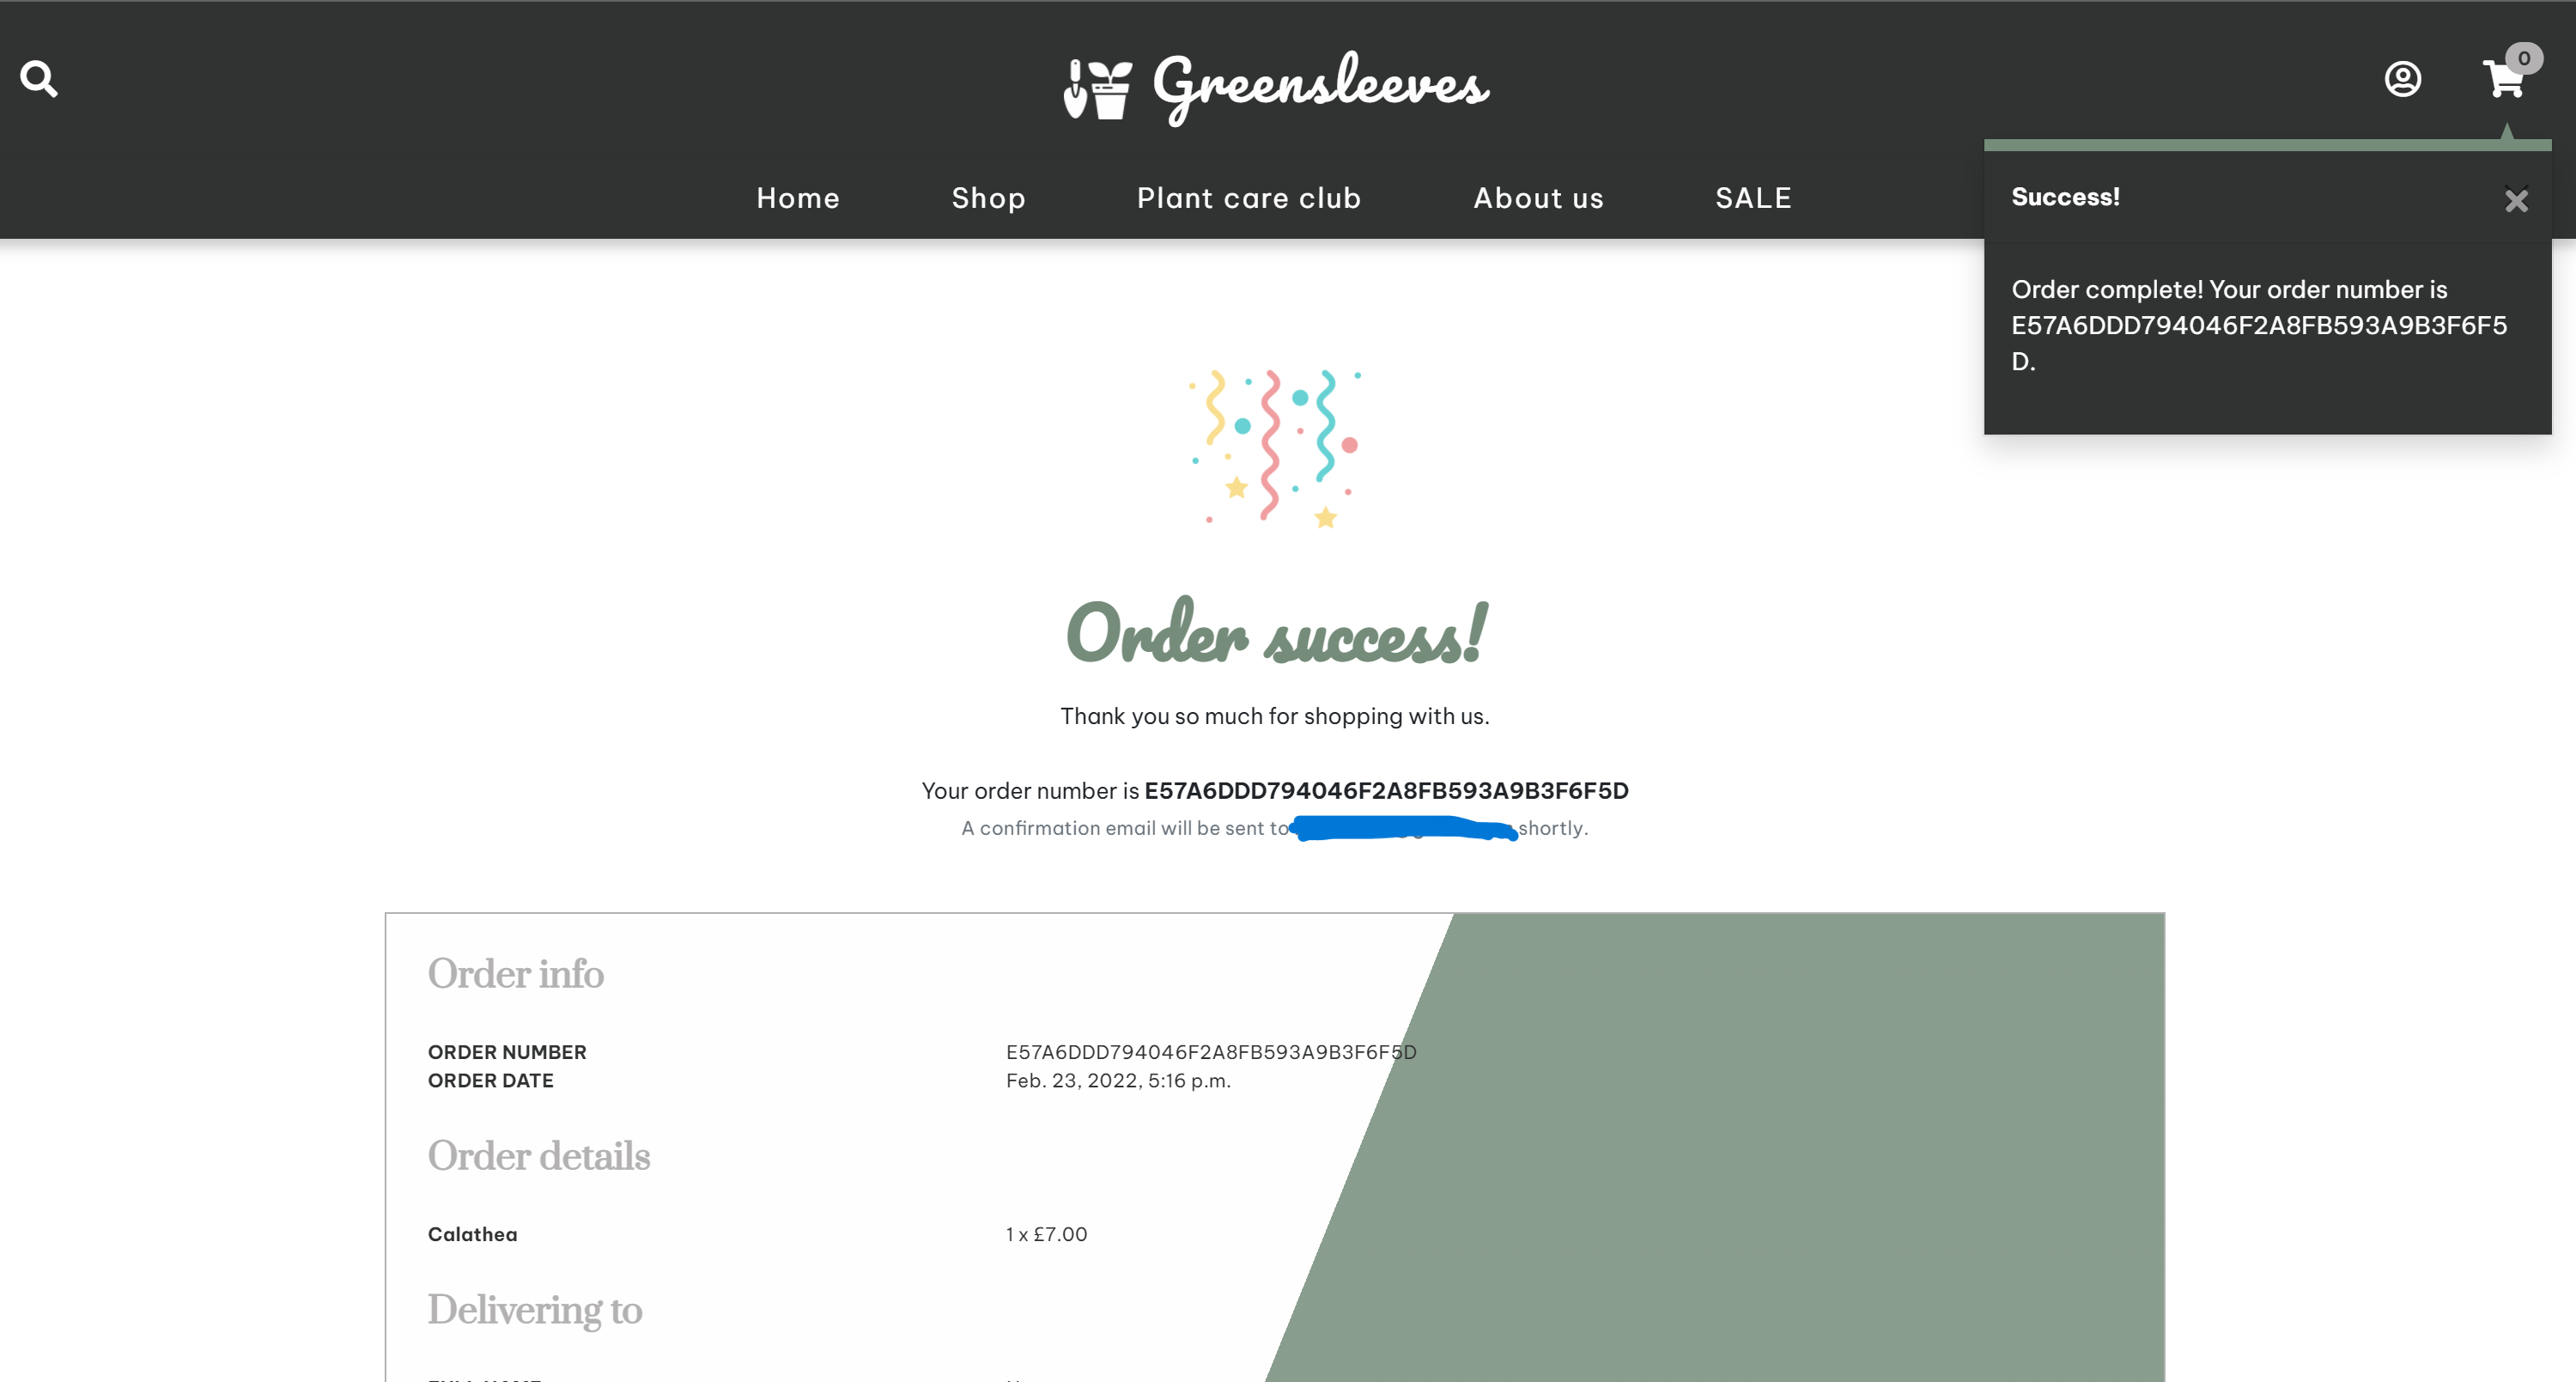 Greensleeves
0
Home Shop Plant care club About us SALE
Success!
Order complete! Your order number is
E57A6DDD794046F2A8FB593A9B3F6F5
D.
Order success!
Thank you so much for shopping with us.
Your order number is E57A6DDD794046F2A8FB593A9B3F6F5D
A confirmation email will be sent to shortly.
Order info
ORDER NUMBER E57A6DDD794046F2A8FB593A9B3F6F5D
ORDER DATE Feb. 23, 2022, 5:16 p.m.
Order details
Calathea 1 x £7.00
Delivering to